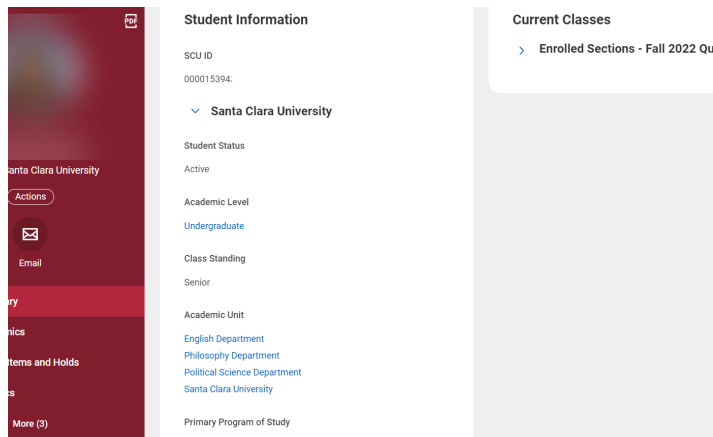 PDF
Santa Clara University
Actions
Email
ry
nics
Items and Holds
cs
More (3)
Student Information
SCU ID
000015394:
Santa Clara University
Student Status
Active
Academic Level
Undergraduate
Class Standing
Senior
Academic Unit
English Department
Philosophy Department
Political Science Department
Santa Clara University
Primary Program of Study
Current Classes
Enrolled Sections - Fall 2022 Qu